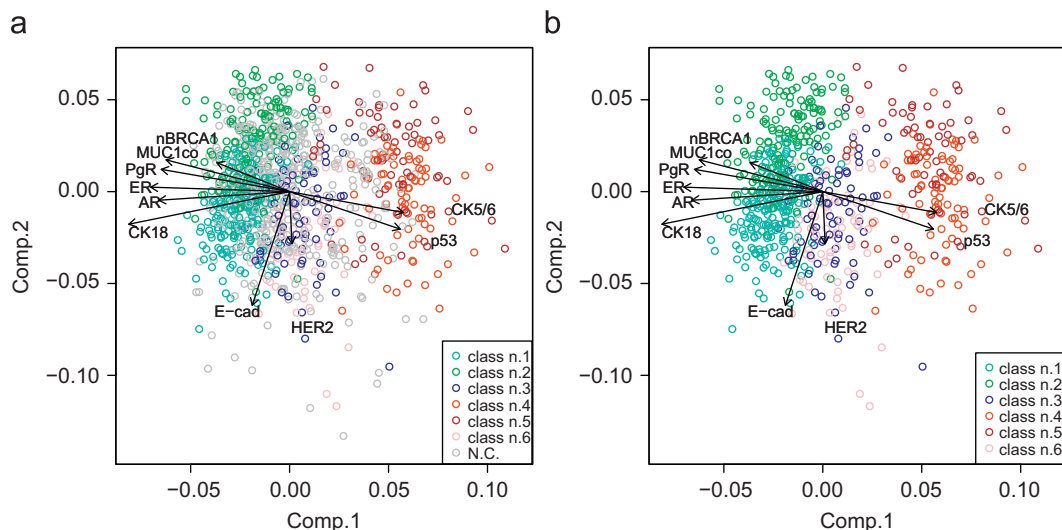 a
b
Comp.2
0.05
0.00
−0.05
−0.10
nBRCA1
MUC1co
PgR
ER
AR
CK18
CK5/6
p53
E−cad
HER2
class n.1
class n.2
class n.3
class n.4
class n.5
class n.6
N.C.
−0.05
0.00
0.05
0.10
Comp.1
Comp.2
0.05
0.00
−0.05
−0.10
nBRCA1
MUC1co
PgR
ER
AR
CK18
CK5/6
p53
E−cad
HER2
class n.1
class n.2
class n.3
class n.4
class n.5
class n.6
−0.05
0.00
0.05
0.10
Comp.1